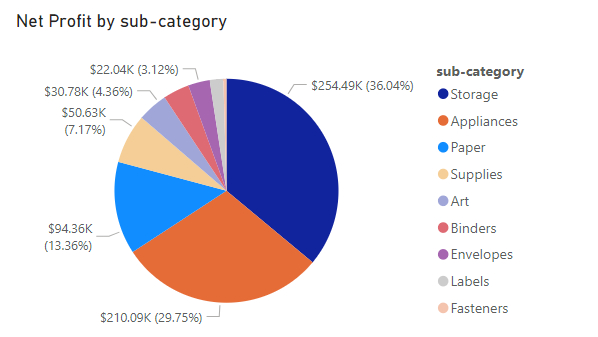 Net Profit by sub-category
$22.04K (3.12%)
$30.78K (4.36%)
$50.63K
(7.17%)
$94.36K
(13.36%)
$210.09K (29.75%)
$254.49K (36.04%)
sub-category
Storage
Appliances
Paper
Supplies
Art
Binders
Envelopes
Labels
Fasteners